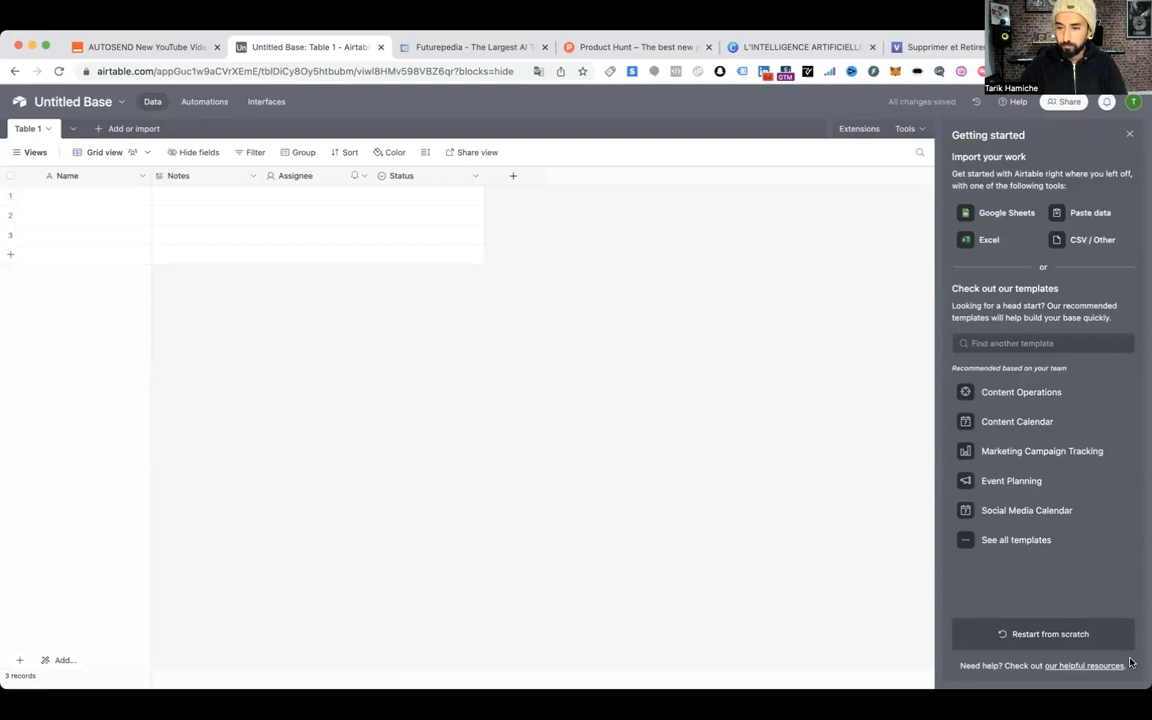 AUTOSEND New YouTube Vide
Untitled Base: Table 1 - Airtab
Futurepedia - The Largest AI T
Product Hunt – The best new p
L'INTELLIGENCE ARTIFICIELLE
Supprimer et Retire
airtable.com/appGuc1w9aCVrXEmE/tblDiCy8Oy5htbubm/viwl8HMv598VBZ6qr?blocks=hide
GTM
Tarik Hamiche
Untitled Base
Data
Automations
Interfaces
All changes saved
Help
Share
T
Table 1
Add or import
Extensions
Tools
Views
Grid view
Hide fields
Filter
Group
Sort
Color
Share view
Name
Notes
Assignee
Status
1
2
3
Add...
3 records
Getting started
Import your work
Get started with Airtable right where you left off,
with one of the following tools:
Google Sheets
Paste data
Excel
CSV / Other
or
Check out our templates
Looking for a head start? Our recommended
templates will help build your base quickly.
Find another template
Recommended based on your team
Content Operations
Content Calendar
Marketing Campaign Tracking
Event Planning
Social Media Calendar
See all templates
Restart from scratch
Need help? Check out our helpful resources.